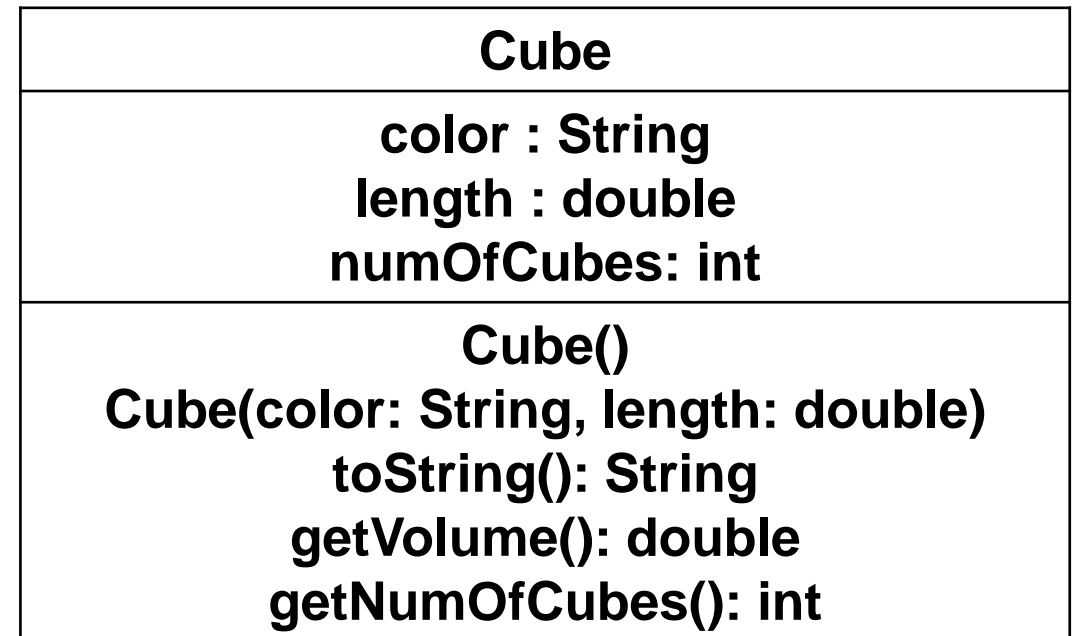 Cube
color : String
length : double
numOfCubes: int
Cube()
Cube(color: String, length: double)
toString(): String
getVolume(): double
getNumOfCubes(): int